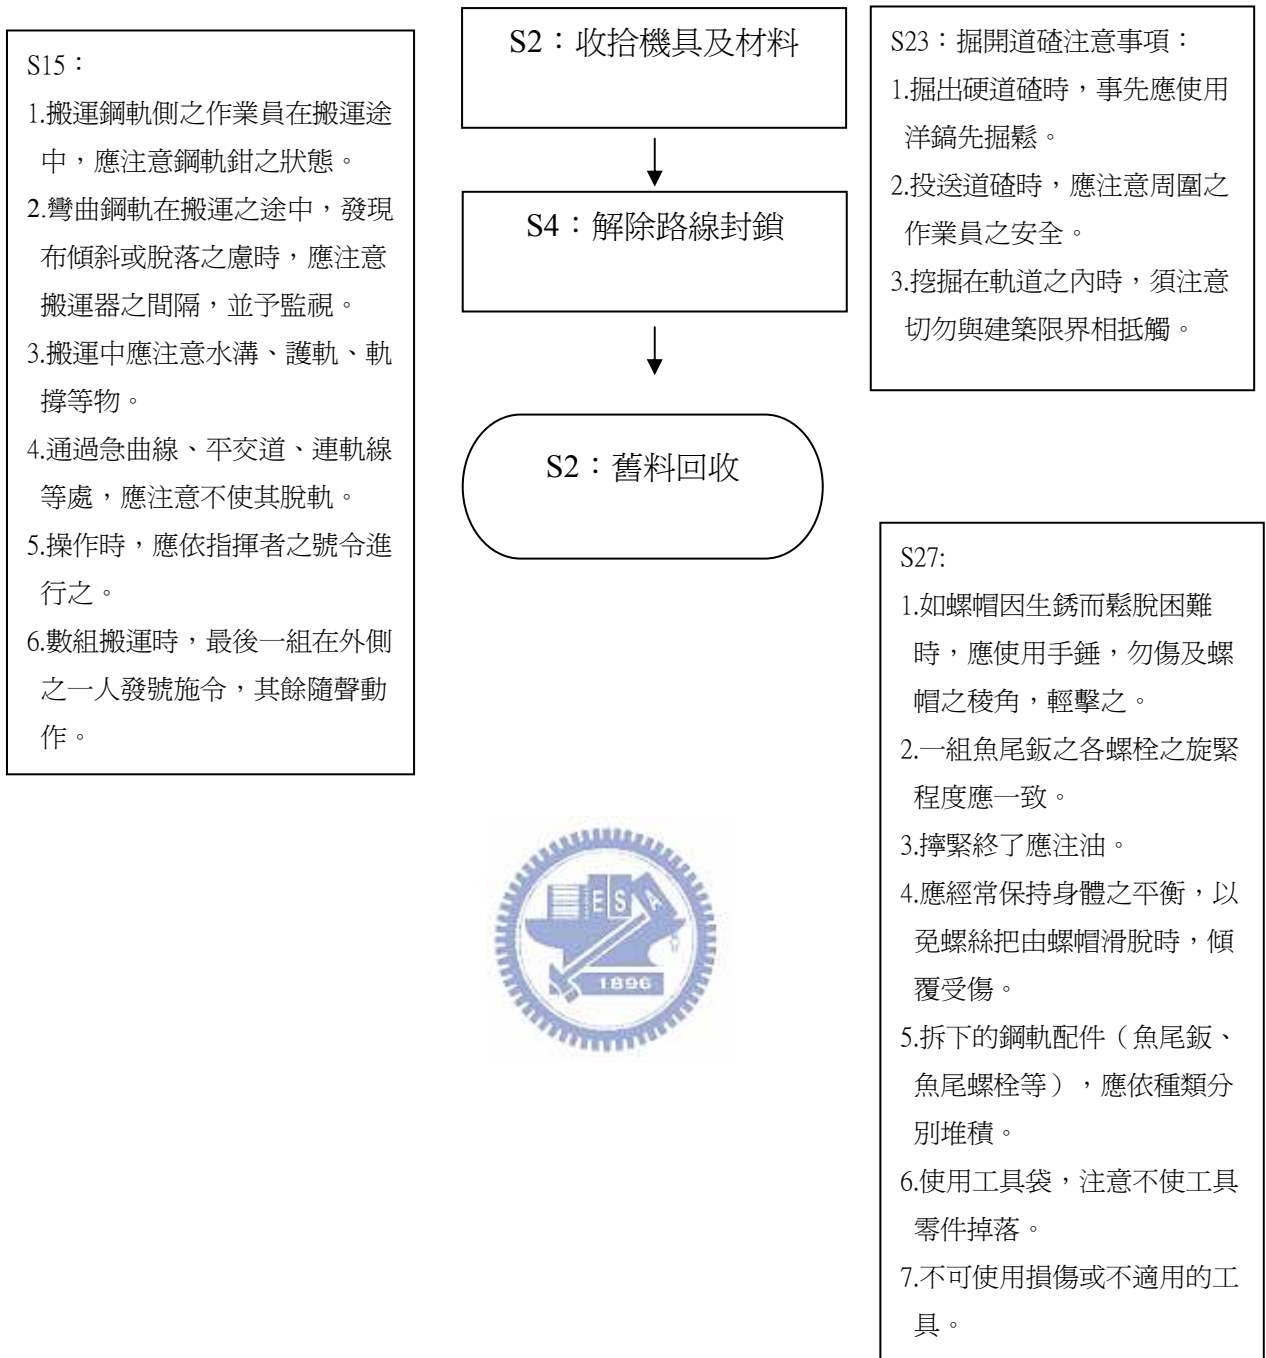 S15：
1.搬運鋼軌側之作業員在搬運途
中，應注意鋼軌鉗之狀態。
2.彎曲鋼軌在搬運之途中，發現
布傾斜或脫落之慮時，應注意
搬運器之間隔，並予監視。
3.搬運中應注意水溝、護軌、軌
撐等物。
4.通過急曲線、平交道、連軌線
等處，應注意不使其脫軌。
5.操作時，應依指揮者之號令進
行之。
6.數組搬運時，最後一組在外側
之一人發號施令，其餘隨聲動
作。
S2：收拾機具及材料
S4：解除路線封鎖
S2：舊料回收
S23：掘開道碴注意事項：
1.掘出硬道碴時，事先應使用
洋鎬先掘鬆。
2.投送道碴時，應注意周圍之
作業員之安全。
3.挖掘在軌道之內時，須注意
切勿與建築限界相抵觸。
S27:
1.如螺帽因生銹而鬆脫困難
時，應使用手錘，勿傷及螺
帽之稜角，輕擊之。
2.一組魚尾鈑之各螺栓之旋緊
程度應一致。
3.擰緊終了應注油。
4.應經常保持身體之平衡，以
免螺絲把由螺帽滑脫時，傾
覆受傷。
5.拆下的鋼軌配件（魚尾鈑、
魚尾螺栓等），應依種類分
別堆積。
6.使用工具袋，注意不使工具
零件掉落。
7.不可使用損傷或不適用的工
具。
ESA
1896